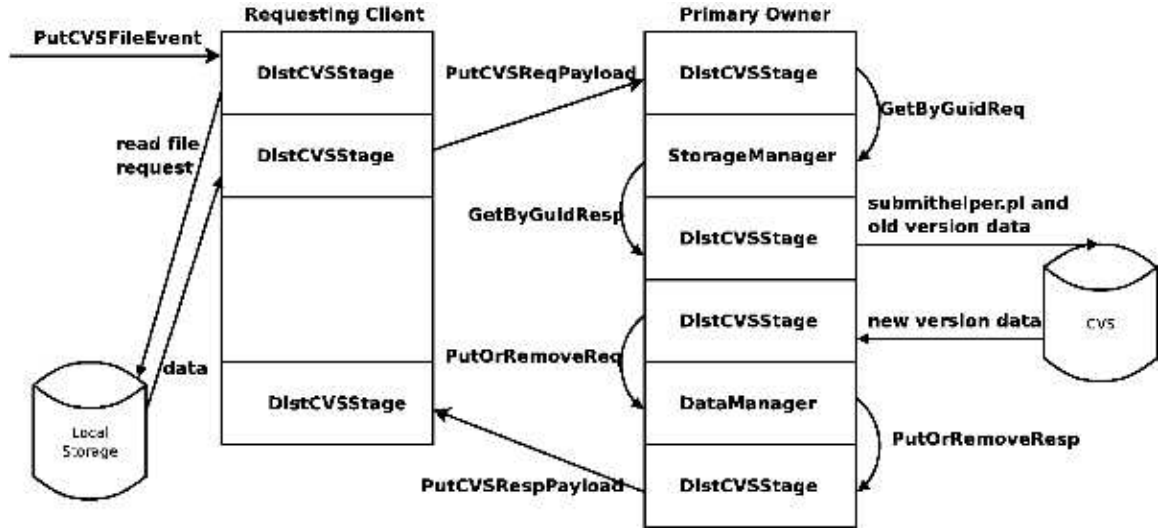 Requesting Client
Primary Owner
PutCVSFileEvent
DistCVSStage
PutCVSReqPayload
DistCVSStage
GetByGuidReq
read file
request
DistCVSStage
StorageManager
GetByGuidResp
submithelper.pl and
old version data
DistCVSStage
DistCVSStage
new version data
CVS
PutOrRemoveReq
data
DistCVSStage
DataManager
PutOrRemoveResp
Local
Storage
PutCVSRespPayload
DistCVSStage